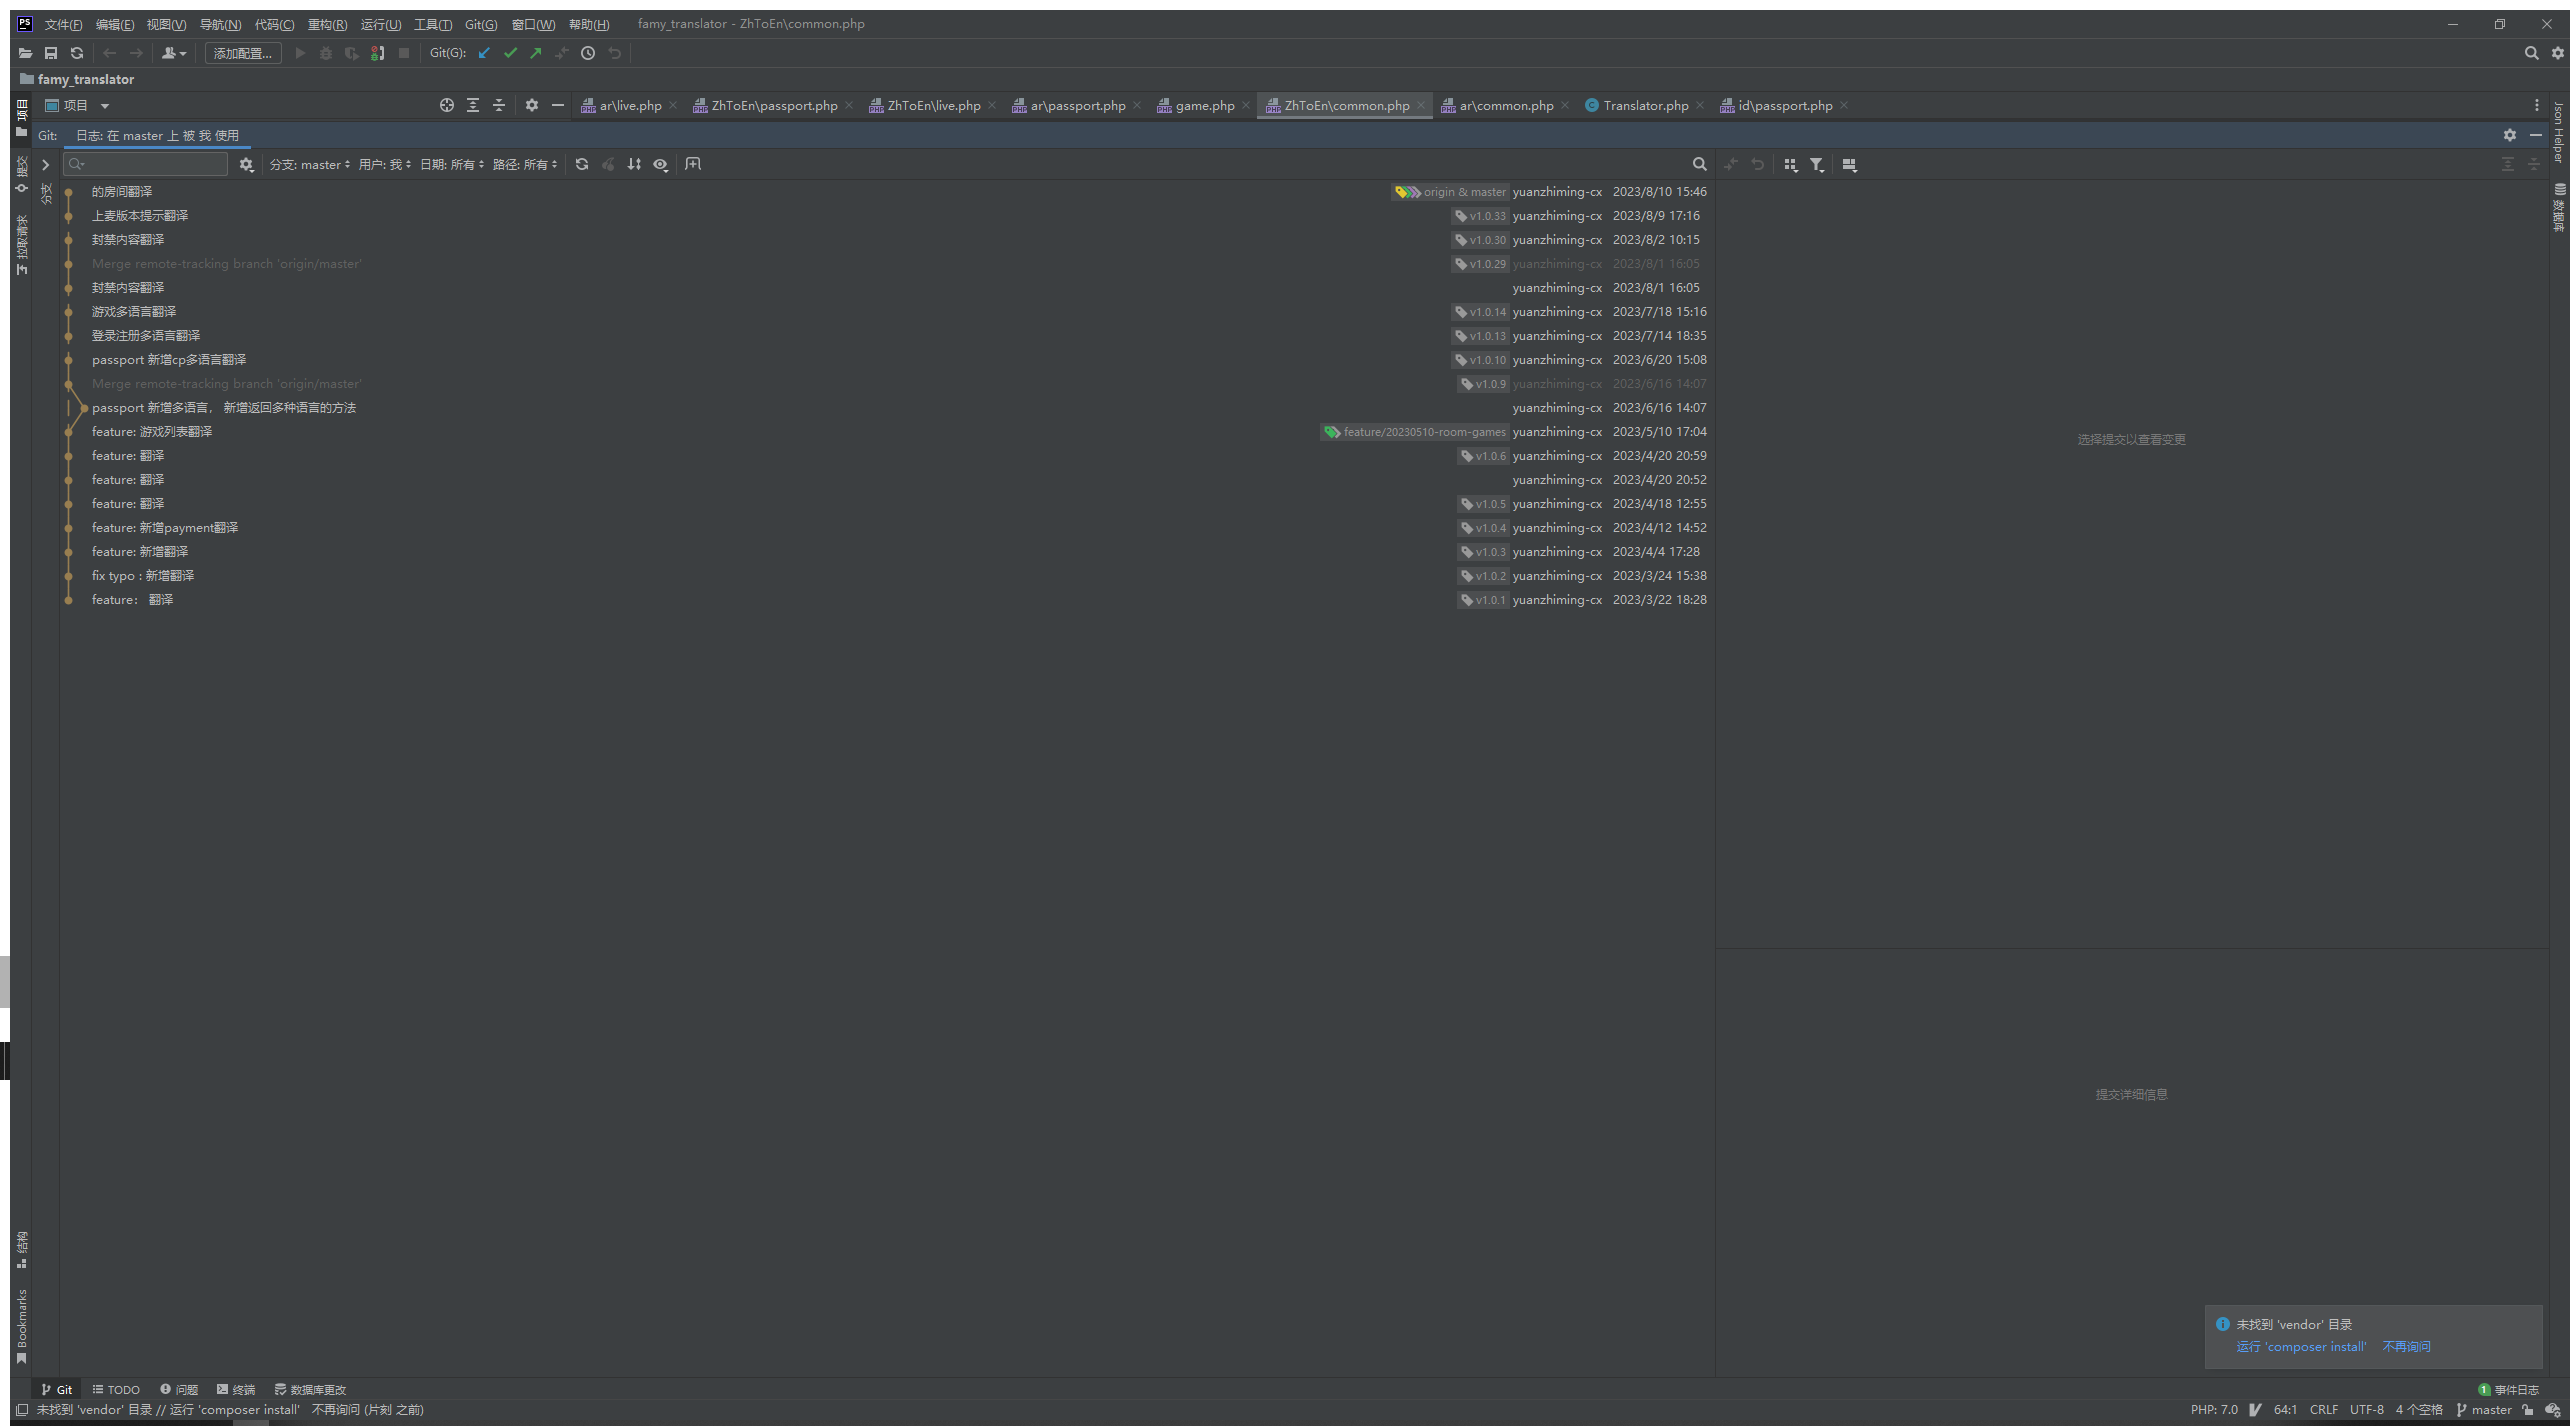 PS 文件(F) 编辑(E) 视图(V) 导航(N) 代码(C) 重构(R) 运行(U) 工具(T) Git(G) 窗口(W) 帮助(H) famy_translator - ZhToEn\common.php
添加配置... Git(G):
famy_translator
项目 ar\live.php ZhToEn\passport.php ZhToEn\live.php ar\passport.php game.php ZhToEn\common.php ar\common.php Translator.php id\passport.php
Git: 日志: 在 master 上 被 我 使用
分支: master 用户: 我 日期: 所有 路径: 所有
的房间翻译 origin & master yuanzhiming-cx 2023/8/10 15:46
上麦版本提示翻译 v1.0.33 yuanzhiming-cx 2023/8/9 17:16
封禁内容翻译 v1.0.30 yuanzhiming-cx 2023/8/2 10:15
Merge remote-tracking branch 'origin/master' v1.0.29 yuanzhiming-cx 2023/8/1 16:05
封禁内容翻译 yuanzhiming-cx 2023/8/1 16:05
游戏多语言翻译 v1.0.14 yuanzhiming-cx 2023/7/18 15:16
登录注册多语言翻译 v1.0.13 yuanzhiming-cx 2023/7/14 18:35
passport 新增cp多语言翻译 v1.0.10 yuanzhiming-cx 2023/6/20 15:08
Merge remote-tracking branch 'origin/master' v1.0.9 yuanzhiming-cx 2023/6/16 14:07
passport 新增多语言， 新增返回多种语言的方法 yuanzhiming-cx 2023/6/16 14:07
feature: 游戏列表翻译 feature/20230510-room-games yuanzhiming-cx 2023/5/10 17:04
feature: 翻译 v1.0.6 yuanzhiming-cx 2023/4/20 20:59
feature: 翻译 yuanzhiming-cx 2023/4/20 20:52
feature: 翻译 v1.0.5 yuanzhiming-cx 2023/4/18 12:55
feature: 新增payment翻译 v1.0.4 yuanzhiming-cx 2023/4/12 14:52
feature: 新增翻译 v1.0.3 yuanzhiming-cx 2023/4/4 17:28
fix typo : 新增翻译 v1.0.2 yuanzhiming-cx 2023/3/24 15:38
feature： 翻译 v1.0.1 yuanzhiming-cx 2023/3/22 18:28
选择提交以查看变更
提交详细信息
项目
提交
拉取请求
分支
结构
Bookmarks
Json Helper
数据库
未找到 'vendor' 目录
运行 'composer install' 不再询问
Git TODO 问题 终端 数据库更改 1 事件日志
未找到 'vendor' 目录 // 运行 'composer install' 不再询问 (片刻 之前) PHP: 7.0 64:1 CRLF UTF-8 4 个空格 master